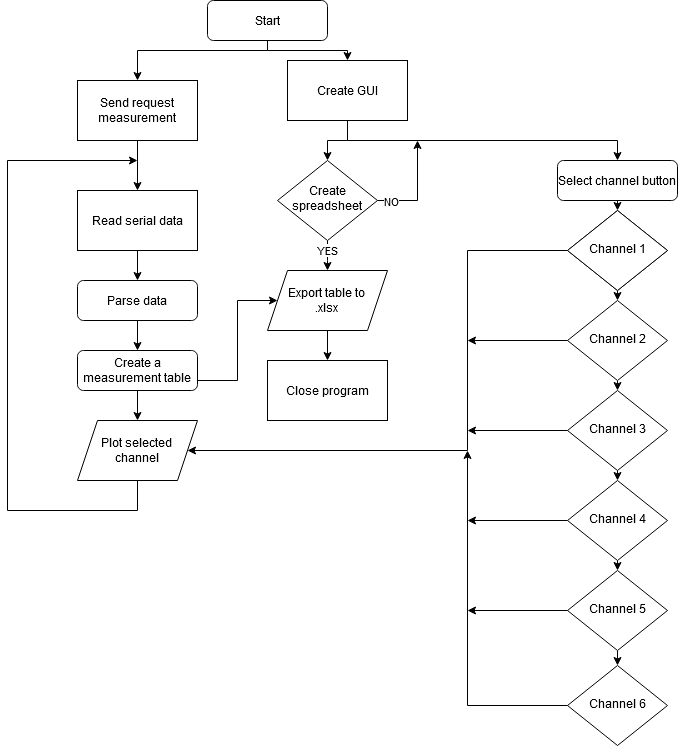 Start
Send request
measurement
Create GUI
Create
spreadsheet
NO
YES
Select channel button
Read serial data
Channel 1
Parse data
Export table to
.xlsx
Channel 2
Create a
measurement table
Close program
Channel 3
Plot selected
channel
Channel 4
Channel 5
Channel 6